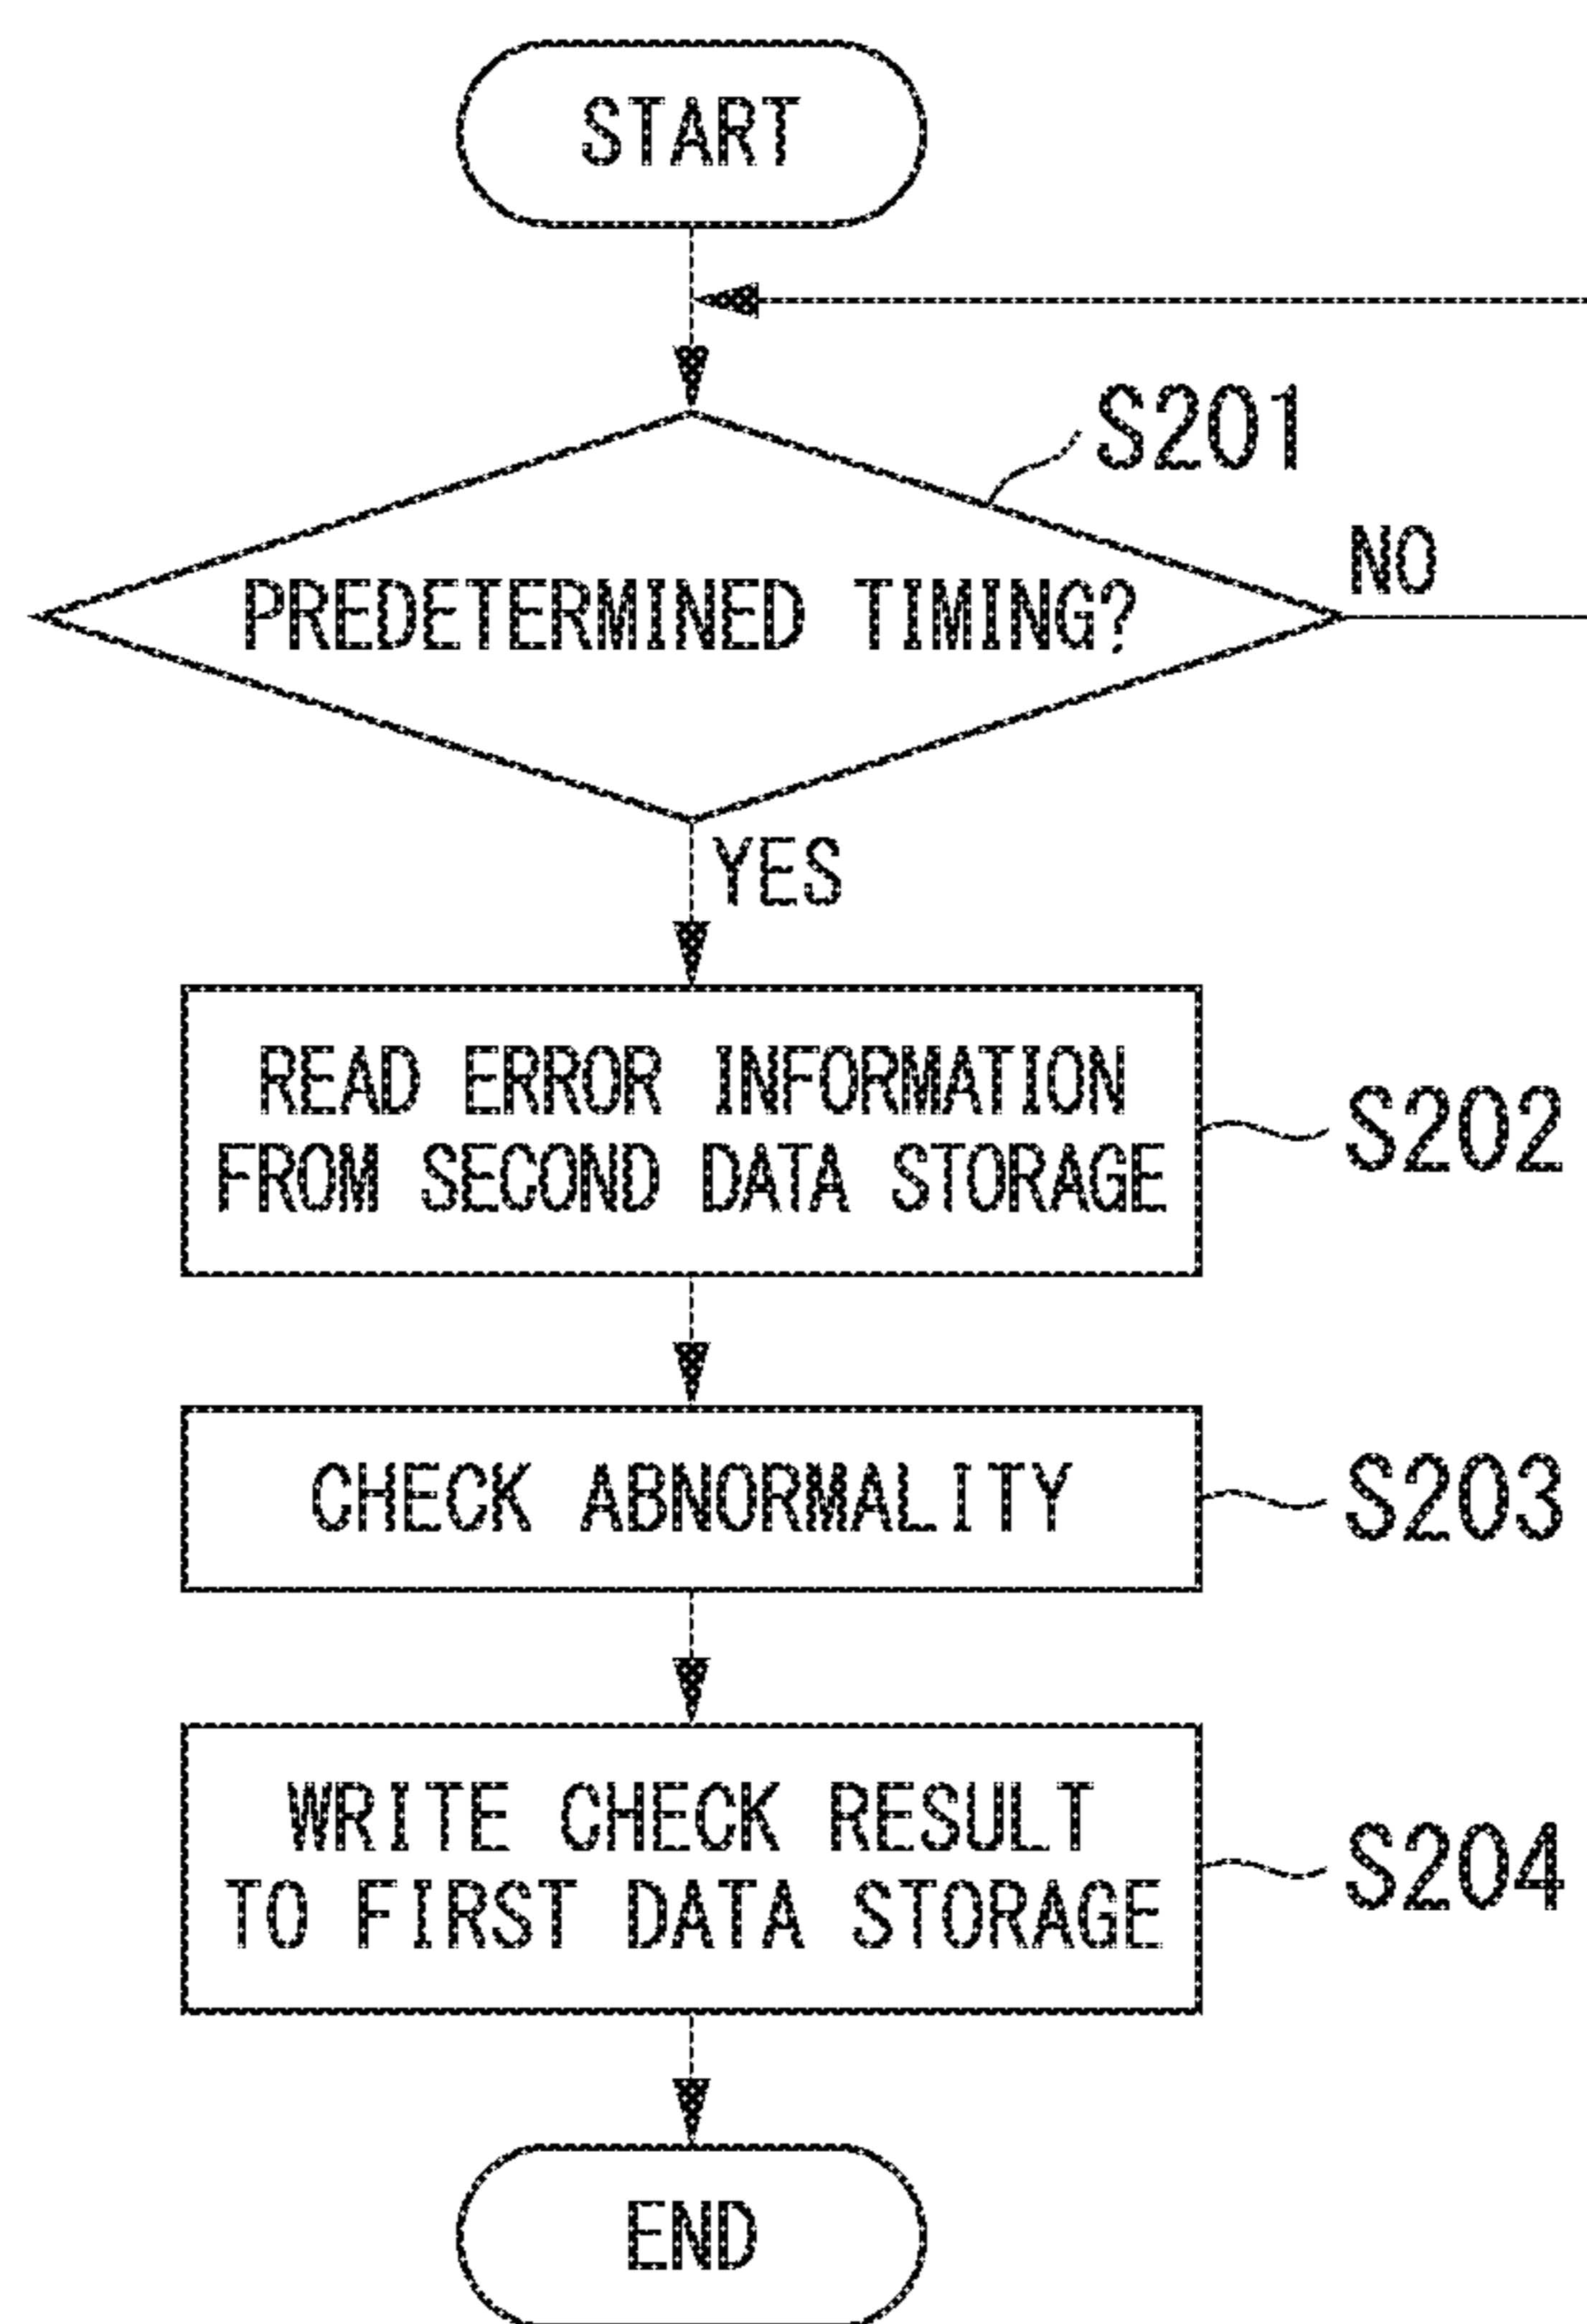 START
S201
PREDETERMINED TIMING?
NO
YES
READ ERROR INFORMATION
FROM SECOND DATA STORAGE
S202
CHECK ABNORMALITY
S203
WRITE CHECK RESULT
TO FIRST DATA STORAGE
S204
END